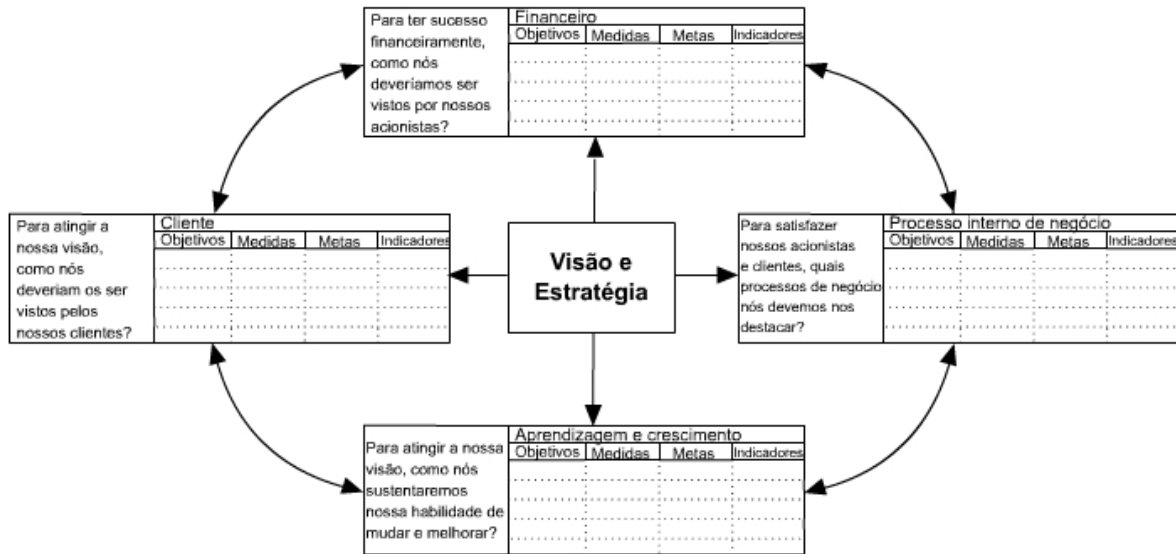 Para ter sucesso
financeiramente,
como nós
deveríamos ser
vistos por nossos
acionistas?
Financeiro
Objetivos Medidas Metas Indicadores
Para atingir a
nossa visão,
como nós
deveriam os ser
vistos pelos
nossos clientes?
Cliente
Objetivos Medidas Metas Indicadores
Visão e
Estratégia
Para satisfazer
nossos acionistas
e clientes, quais
processos de negócio
nós devemos nos
destacar?
Processo interno de negócio
Objetivos Medidas Metas Indicadores
Para atingir a nossa
visão, como nós
sustentaremos
nossa habilidade de
mudar e melhorar?
Aprendizagem e crescimento
Objetivos Medidas Metas Indicadores